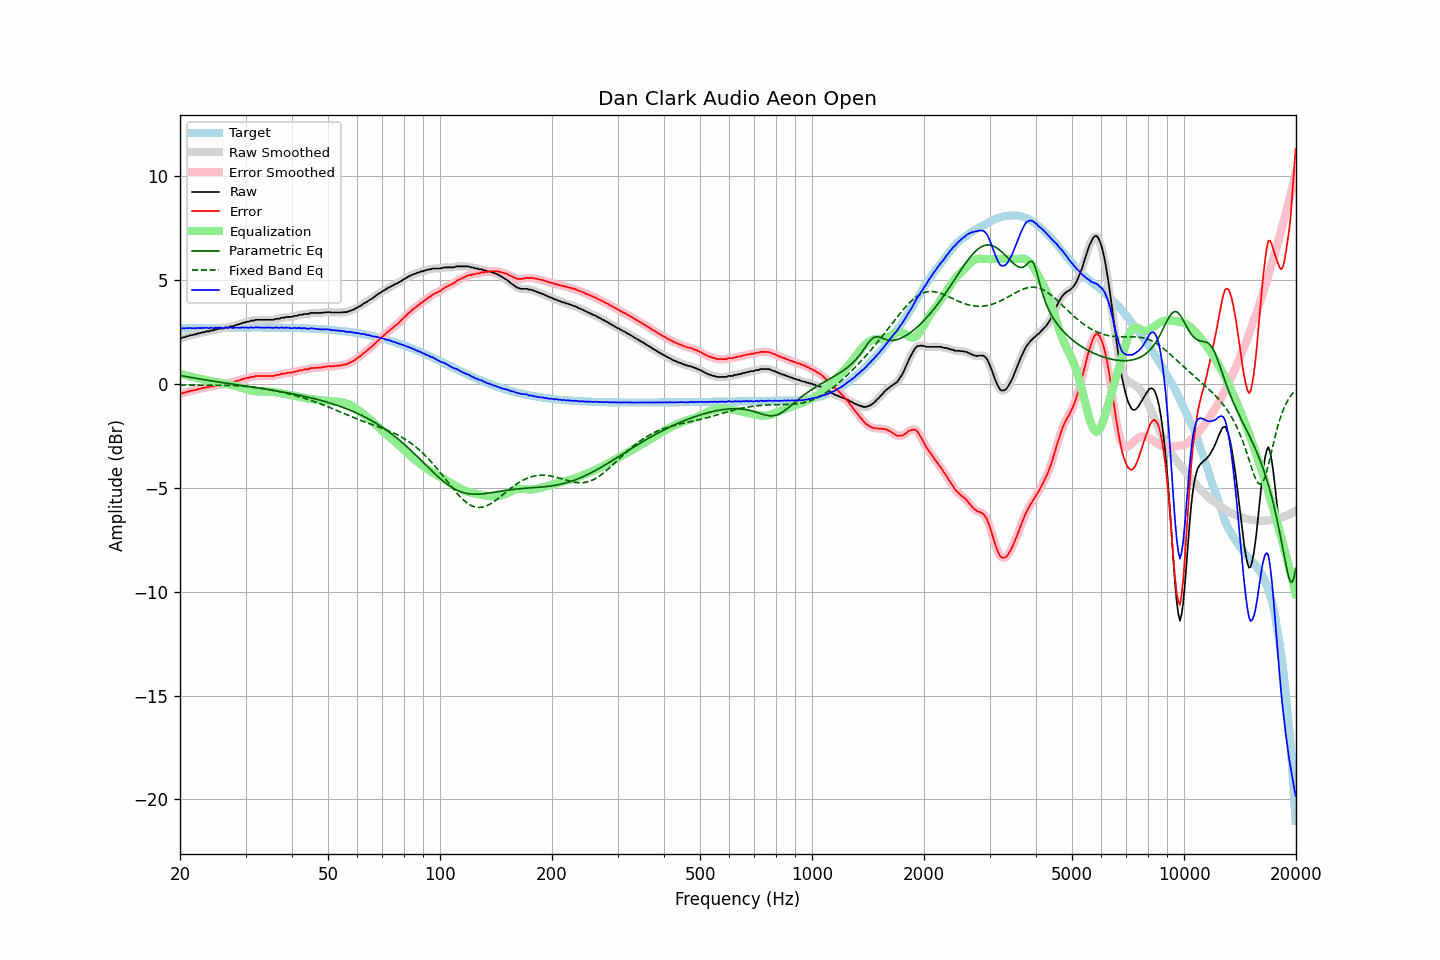 Dan Clark Audio Aeon Open
Target
Raw Smoothed
Error Smoothed
Raw
Error
Equalization
Parametric Eq
Fixed Band Eq
Equalized
10
5
0
−5
−10
−15
−20
Amplitude (dBr)
20 50 100 200 500 1000 2000 5000 10000 20000
Frequency (Hz)